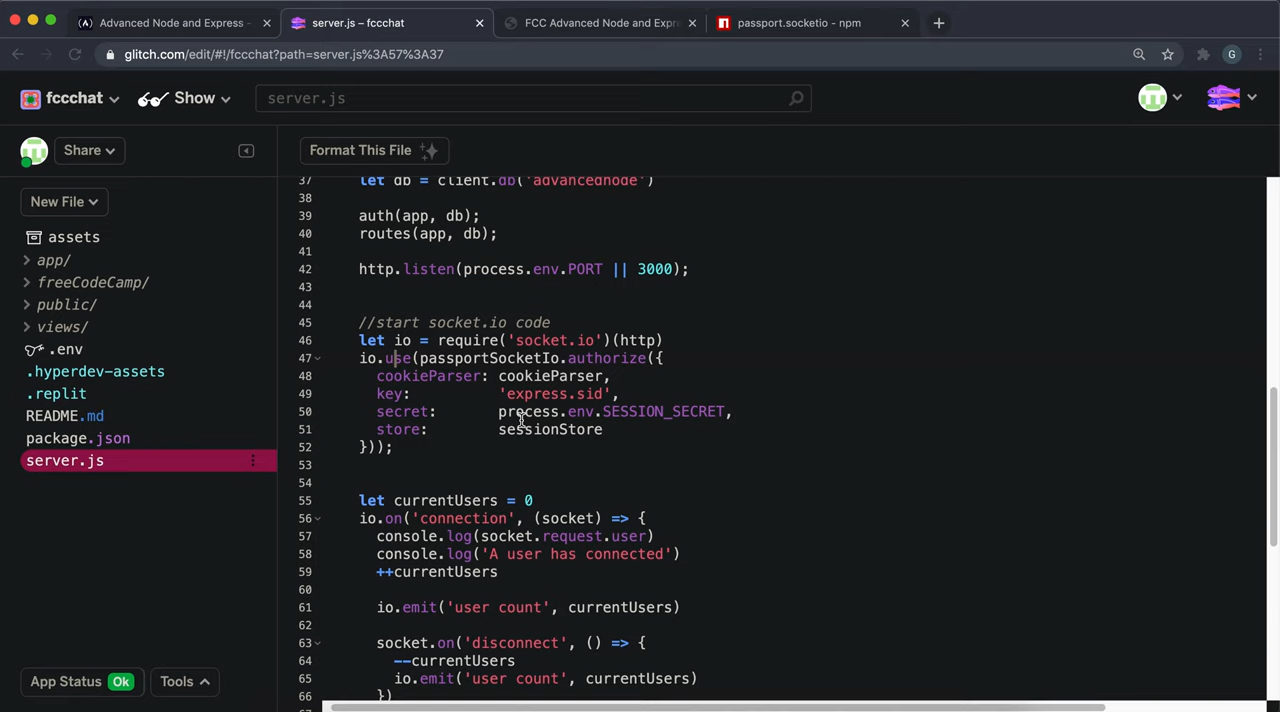 Advanced Node and Express -
server.js – fccchat
FCC Advanced Node and Expr
passport.socketio - npm
glitch.com/edit/#!/fccchat?path=server.js%3A57%3A37
G
fccchat
Show
server.js
Share
Format This File
New File
assets
app/
freeCodeCamp/
public/
views/
.env
.hyperdev-assets
.replit
README.md
package.json
server.js
App Status Ok
Tools
37 let db = client.db('advancednode')
38
39 auth(app, db);
40 routes(app, db);
41
42 http.listen(process.env.PORT || 3000);
43
44
45 //start socket.io code
46 let io = require('socket.io')(http)
47 io.use(passportSocketIo.authorize({
48 cookieParser: cookieParser,
49 key: 'express.sid',
50 secret: process.env.SESSION_SECRET,
51 store: sessionStore
52 }));
53
54
55 let currentUsers = 0
56 io.on('connection', (socket) => {
57 console.log(socket.request.user)
58 console.log('A user has connected')
59 ++currentUsers
60
61 io.emit('user count', currentUsers)
62
63 socket.on('disconnect', () => {
64 --currentUsers
65 io.emit('user count', currentUsers)
66 })